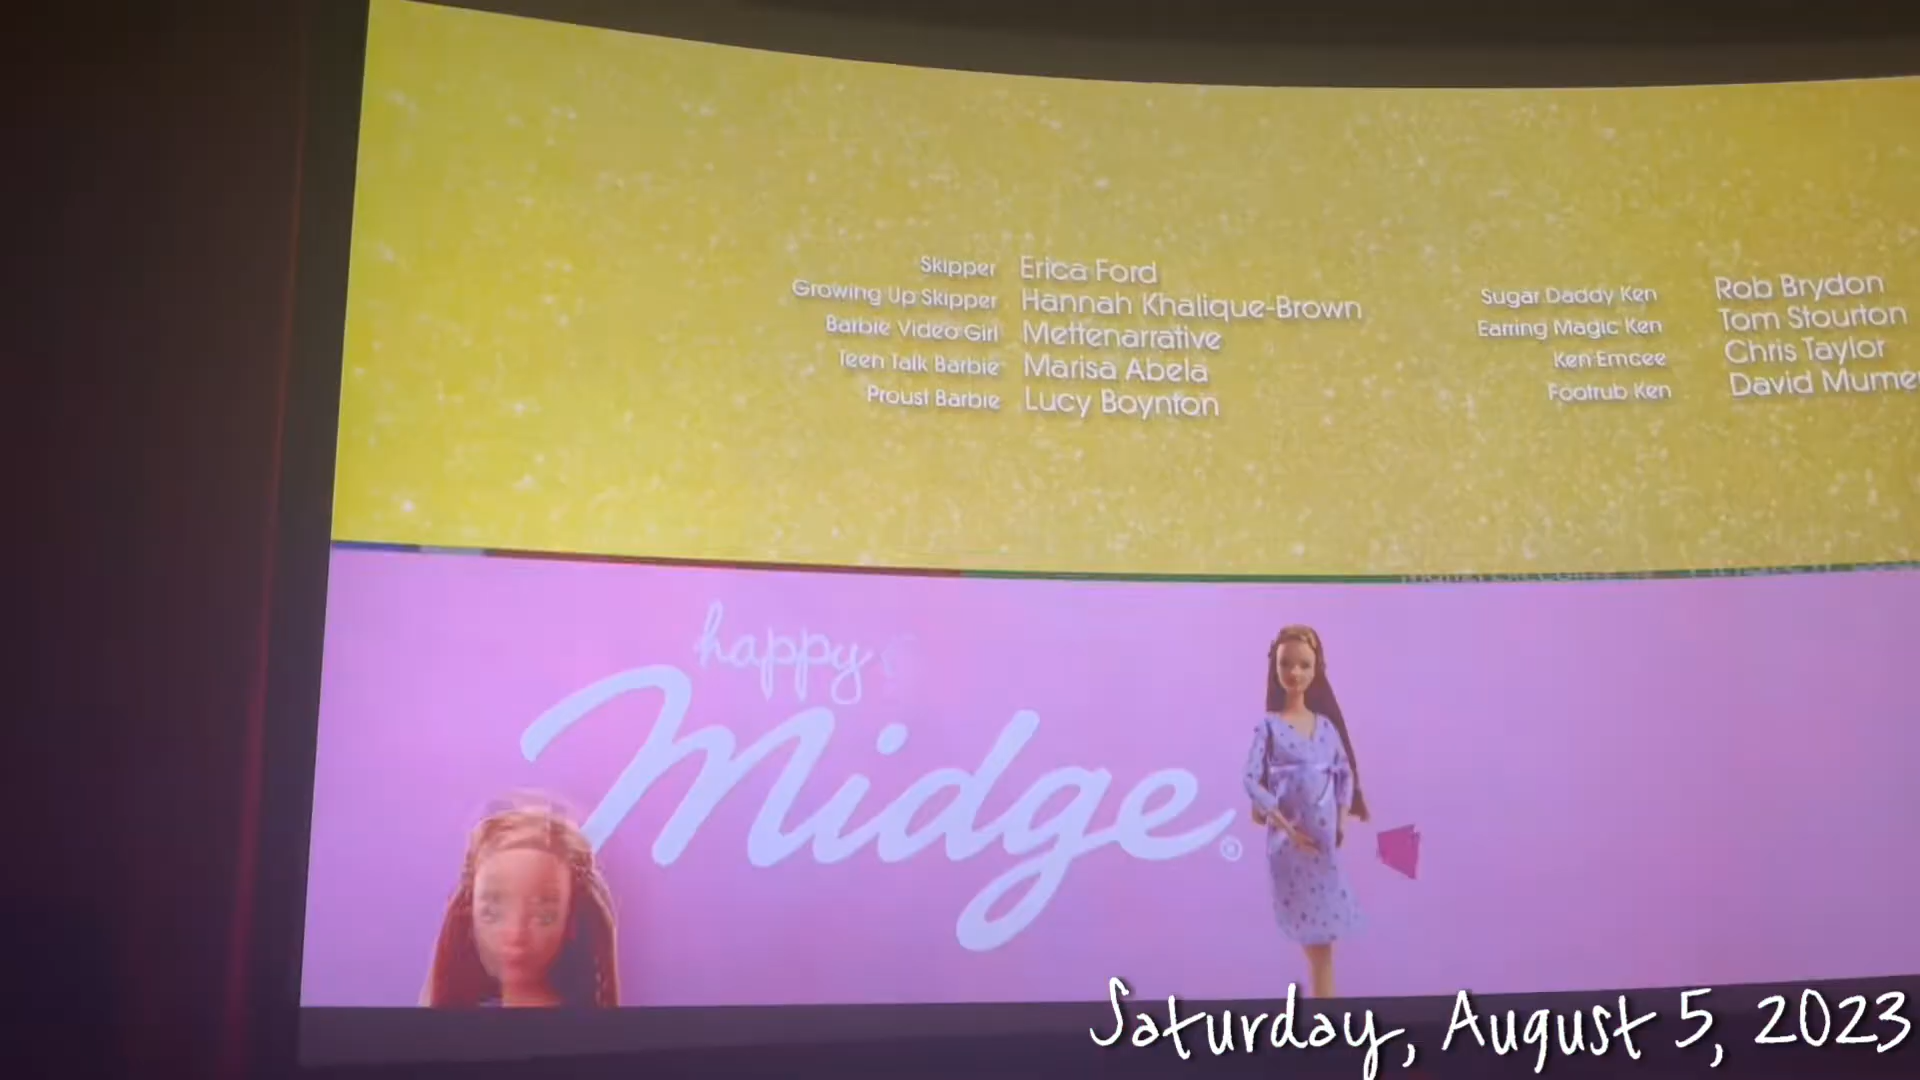 Skipper Erica Ford
Growing Up Skipper Hannah Khalique-Brown
Barbie Video Girl Mettenarrative
Teen Talk Barbie Marisa Abela
Proust Barbie Lucy Boynton
Sugar Daddy Ken Rob Brydon
Earring Magic Ken Tom Stourton
Ken Emcee Chris Taylor
Footrub Ken David Mumen
happy
Midge®
Saturday, August 5, 2023